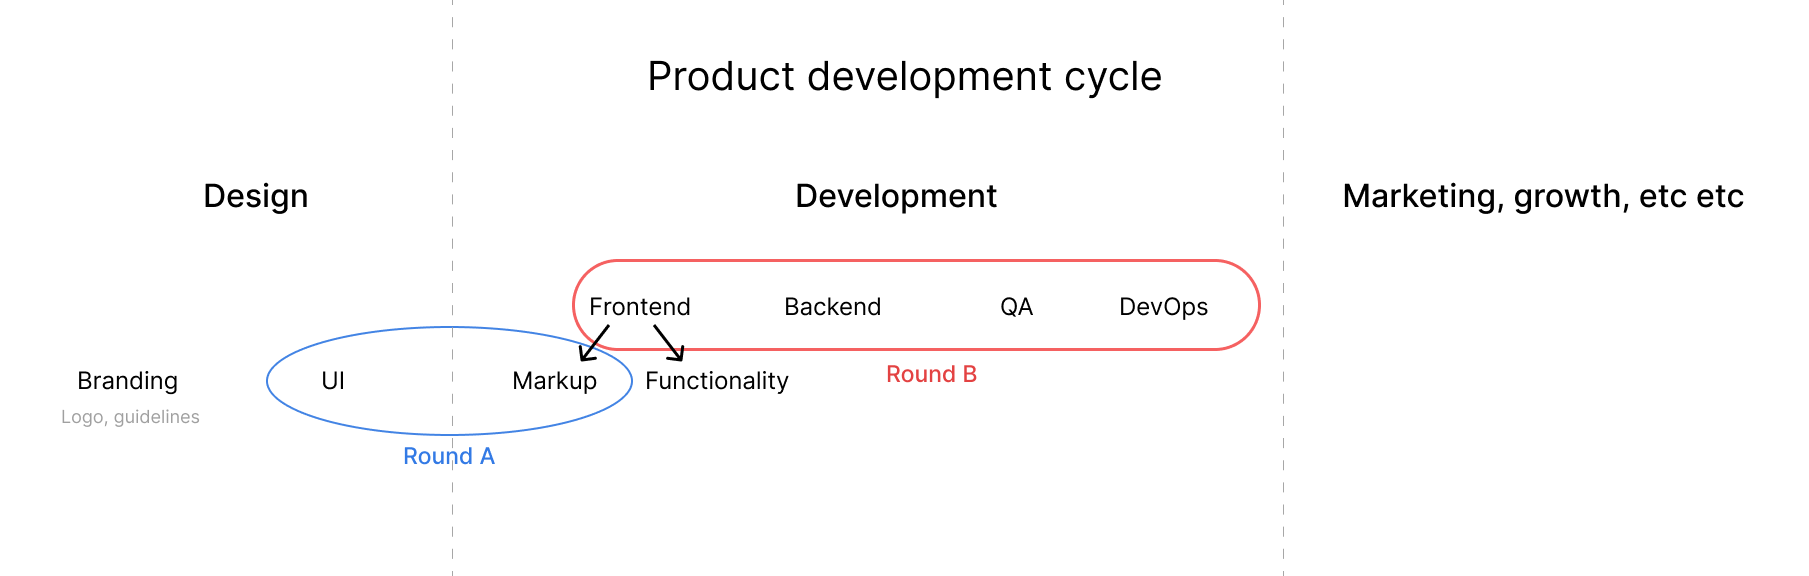 Product development cycle
Design
Development
Marketing, growth, etc etc
Frontend
Backend
QA
DevOps
Branding
UI
Markup
Functionality
Round B
Logo, guidelines
Round A